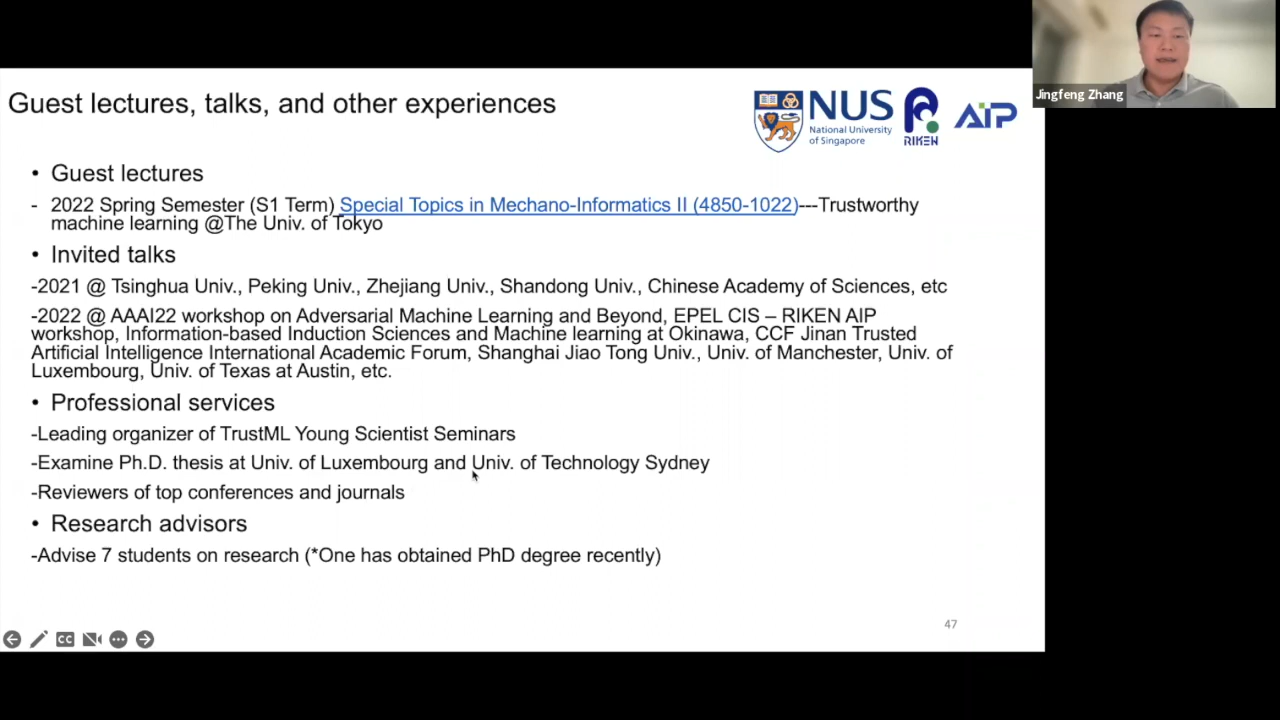 Jingfeng Zhang
Guest lectures, talks, and other experiences
NUS
National University
of Singapore
RIKEN
AIP
• Guest lectures
- 2022 Spring Semester (S1 Term) Special Topics in Mechano-Informatics II (4850-1022)---Trustworthy
machine learning @The Univ. of Tokyo
• Invited talks
-2021 @ Tsinghua Univ., Peking Univ., Zhejiang Univ., Shandong Univ., Chinese Academy of Sciences, etc
-2022 @ AAAI22 workshop on Adversarial Machine Learning and Beyond, EPEL CIS – RIKEN AIP
workshop, Information-based Induction Sciences and Machine learning at Okinawa, CCF Jinan Trusted
Artificial Intelligence International Academic Forum, Shanghai Jiao Tong Univ., Univ. of Manchester, Univ. of
Luxembourg, Univ. of Texas at Austin, etc.
• Professional services
-Leading organizer of TrustML Young Scientist Seminars
-Examine Ph.D. thesis at Univ. of Luxembourg and Univ. of Technology Sydney
-Reviewers of top conferences and journals
• Research advisors
-Advise 7 students on research (*One has obtained PhD degree recently)
47
CC